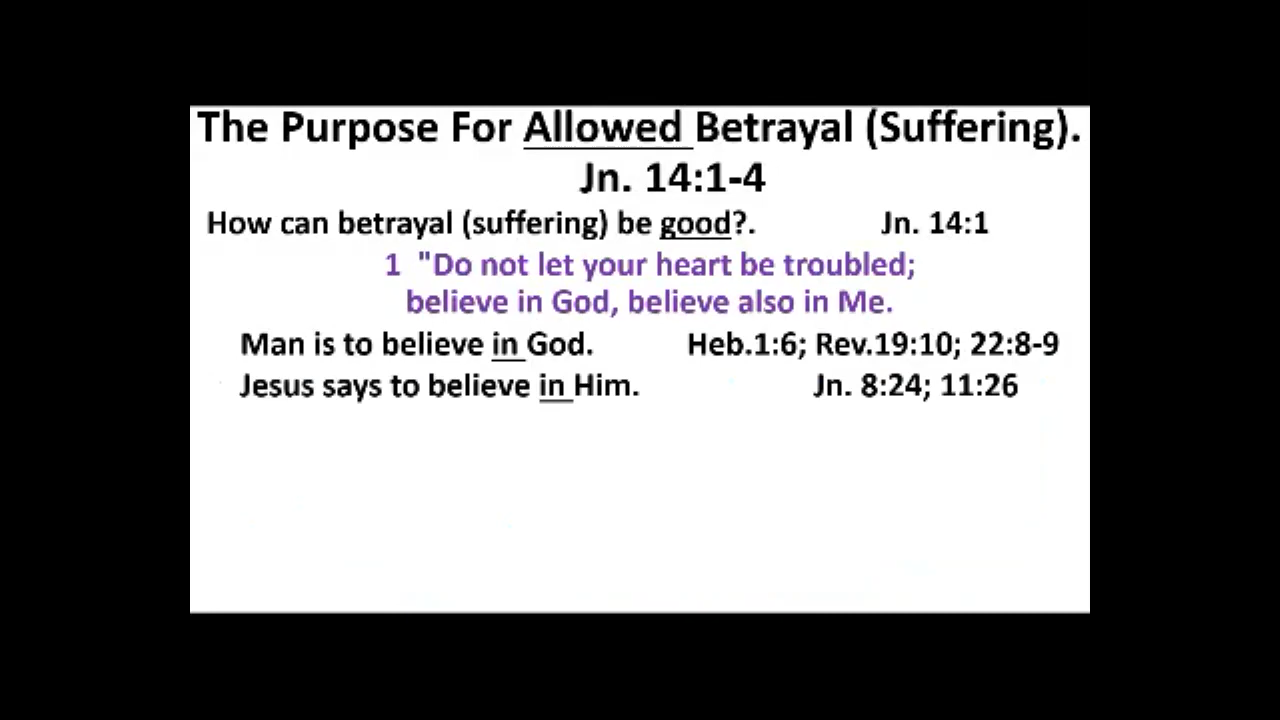 The Purpose For Allowed Betrayal (Suffering).
Jn. 14:1-4
How can betrayal (suffering) be good?. Jn. 14:1
1 "Do not let your heart be troubled;
believe in God, believe also in Me.
Man is to believe in God. Heb.1:6; Rev.19:10; 22:8-9
Jesus says to believe in Him. Jn. 8:24; 11:26